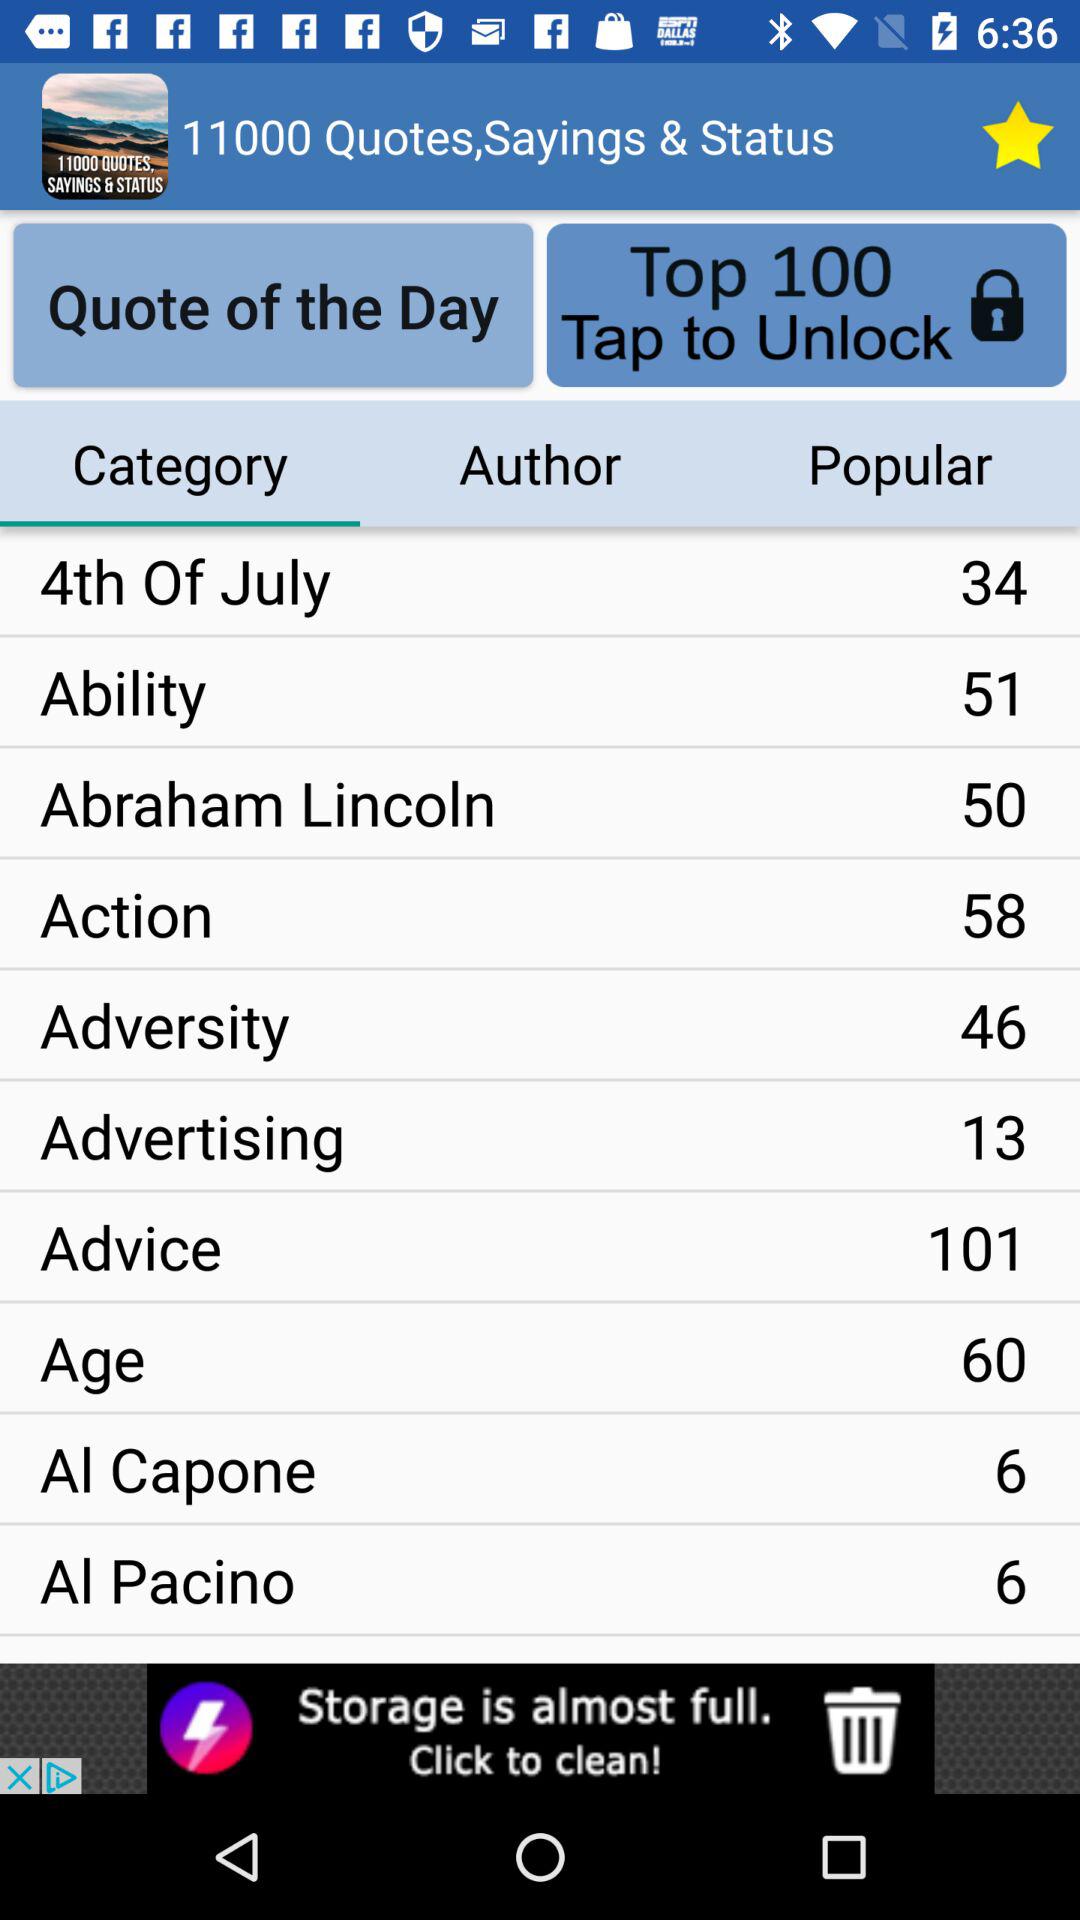 ESPN
DALLAS
6:36
11000 QUOTES,
SAYINGS & STATUS
11000 Quotes,Sayings & Status
Quote of the Day
Top 100
Tap to Unlock
Category Author Popular
4th Of July 34
Ability 51
Abraham Lincoln 50
Action 58
Adversity 46
Advertising 13
Advice 101
Age 60
Al Capone 6
Al Pacino 6
Storage is almost full.
Click to clean!